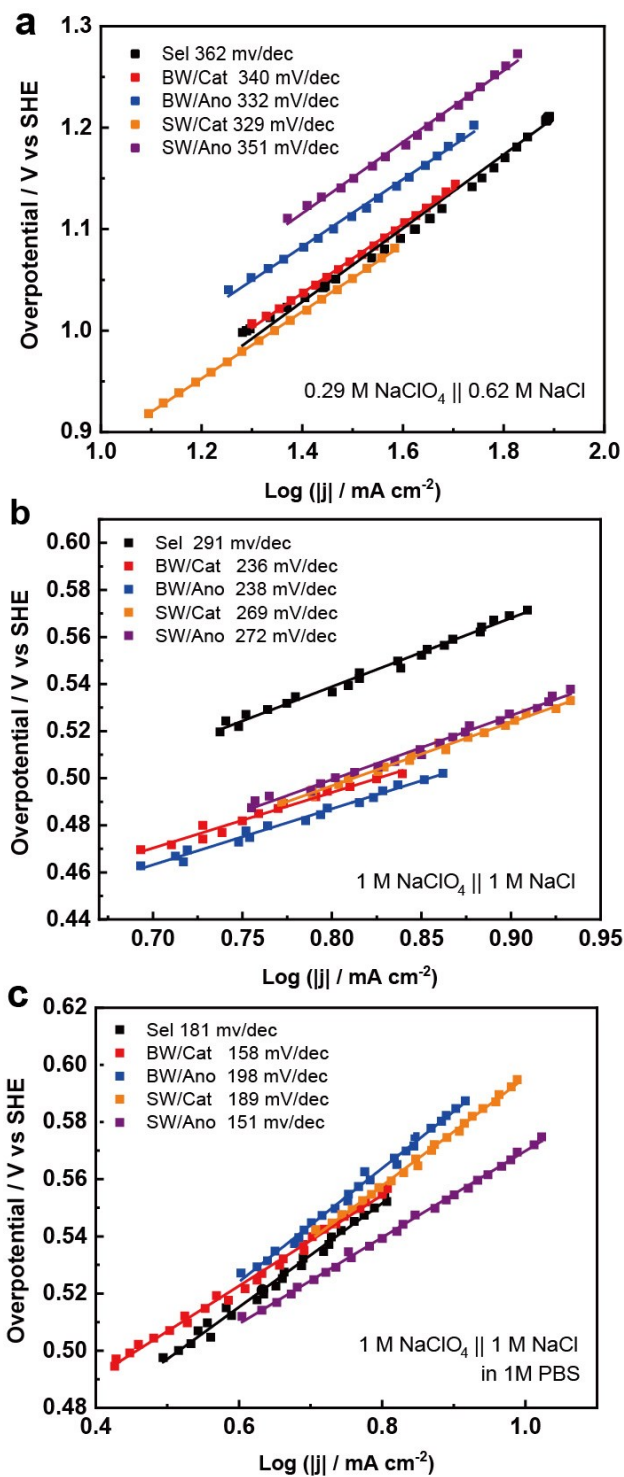 a
1.3
1.2
1.1
1.0
0.9
Overpotential / V vs SHE
Sel 362 mv/dec
BW/Cat 340 mV/dec
BW/Ano 332 mV/dec
SW/Cat 329 mV/dec
SW/Ano 351 mV/dec
0.29 M NaClO4 || 0.62 M NaCl
1.0 1.2 1.4 1.6 1.8 2.0
Log (|j| / mA cm-2)
b
0.60
0.58
0.56
0.54
0.52
0.50
0.48
0.46
0.44
Overpotential / V vs SHE
Sel 291 mv/dec
BW/Cat 236 mV/dec
BW/Ano 238 mV/dec
SW/Cat 269 mV/dec
SW/Ano 272 mV/dec
1 M NaClO4 || 1 M NaCl
0.70 0.75 0.80 0.85 0.90 0.95
Log (|j| / mA cm-2)
c
0.62
0.60
0.58
0.56
0.54
0.52
0.50
0.48
Overpotential / V vs SHE
Sel 181 mv/dec
BW/Cat 158 mV/dec
BW/Ano 198 mV/dec
SW/Cat 189 mV/dec
SW/Ano 151 mv/dec
1 M NaClO4 || 1 M NaCl
in 1M PBS
0.4 0.6 0.8 1.0
Log (|j| / mA cm-2)